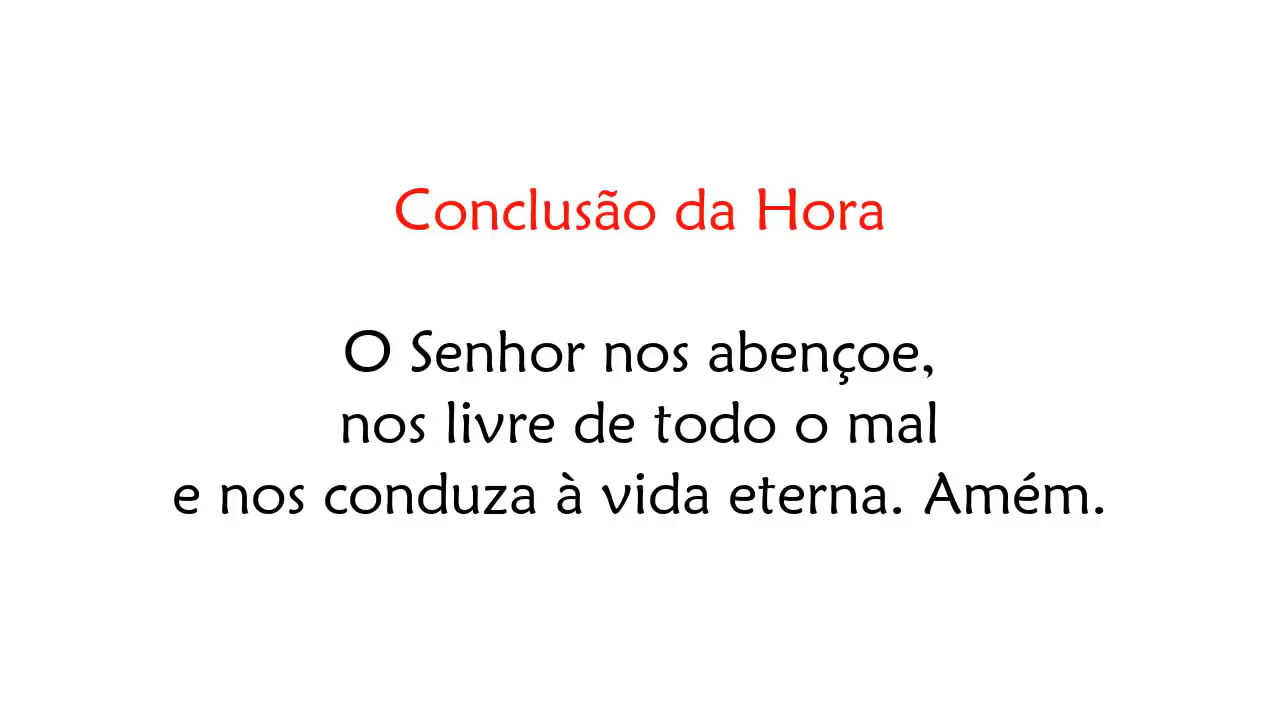 Conclusão da Hora
O Senhor nos abençoe,
nos livre de todo o mal
e nos conduza à vida eterna. Amém.